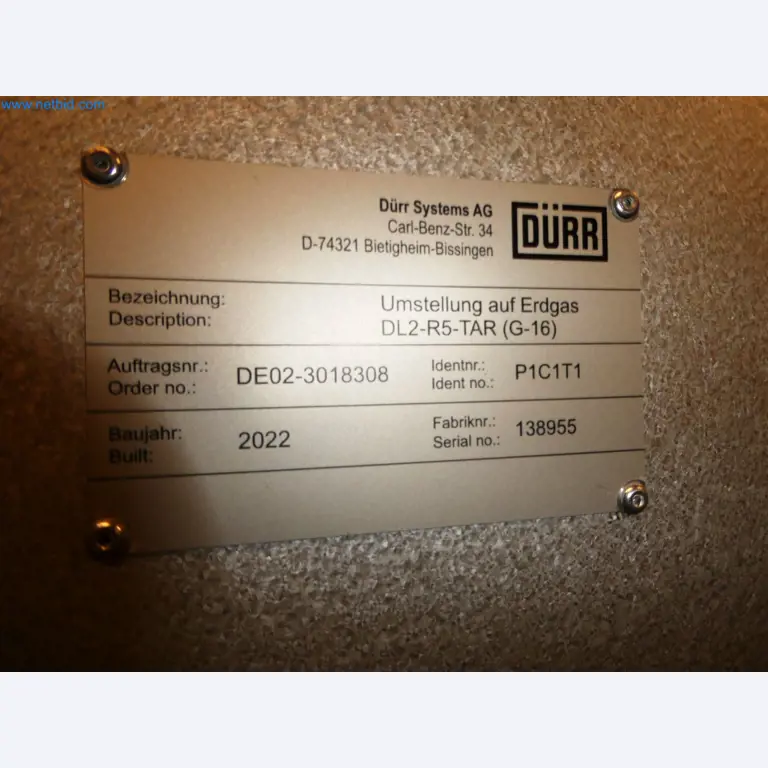 www.netbid.com
Dürr Systems AG
Carl-Benz-Str. 34
D-74321 Bietigheim-Bissingen
DÜRR
Bezeichnung:
Description:
Umstellung auf Erdgas
DL2-R5-TAR (G-16)
Auftragsnr.:
Order no.:
DE02-3018308
Identnr.:
Ident no.:
P1C1T1
Baujahr:
Built:
2022
Fabriknr.:
Serial no.:
138955